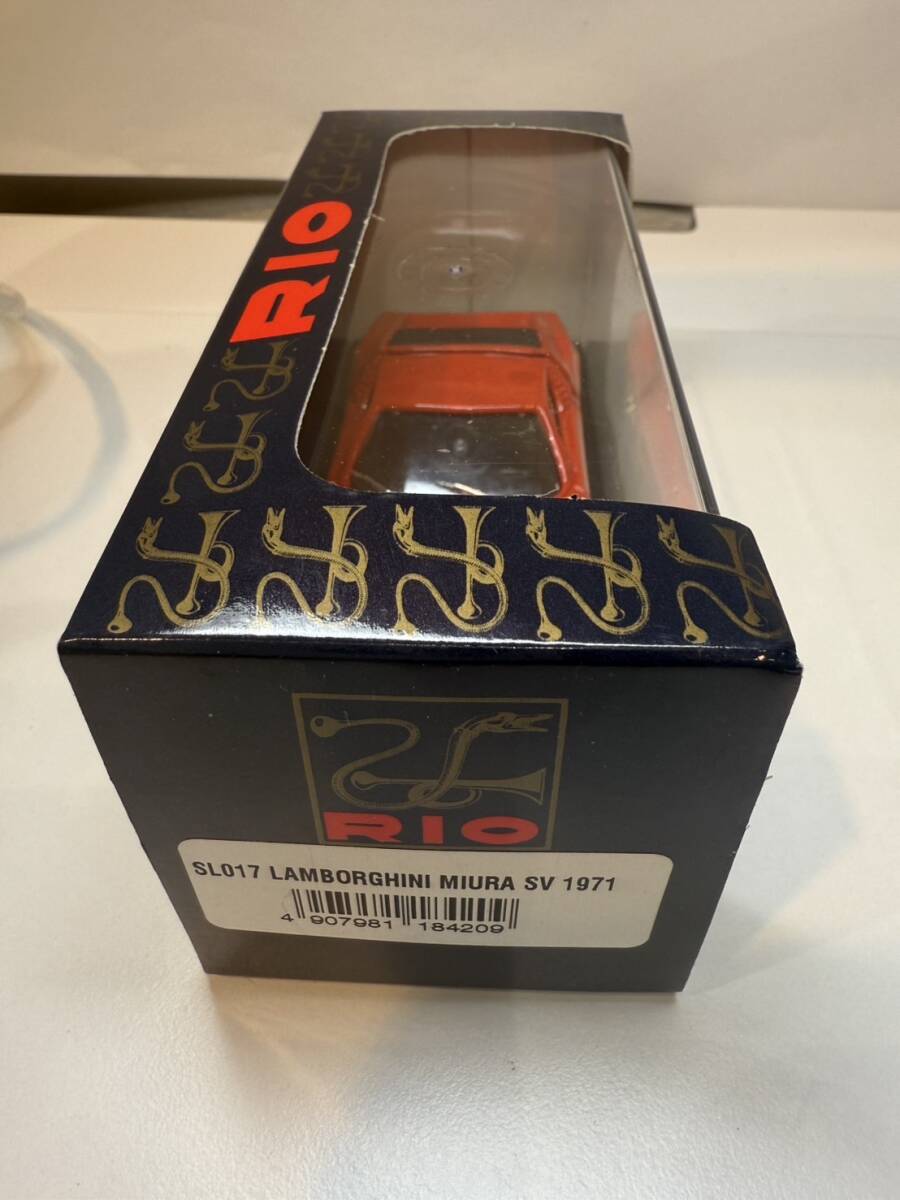 RIO
RIO
SL017 LAMBORGHINI MIURA SV 1971
4 907981 184209